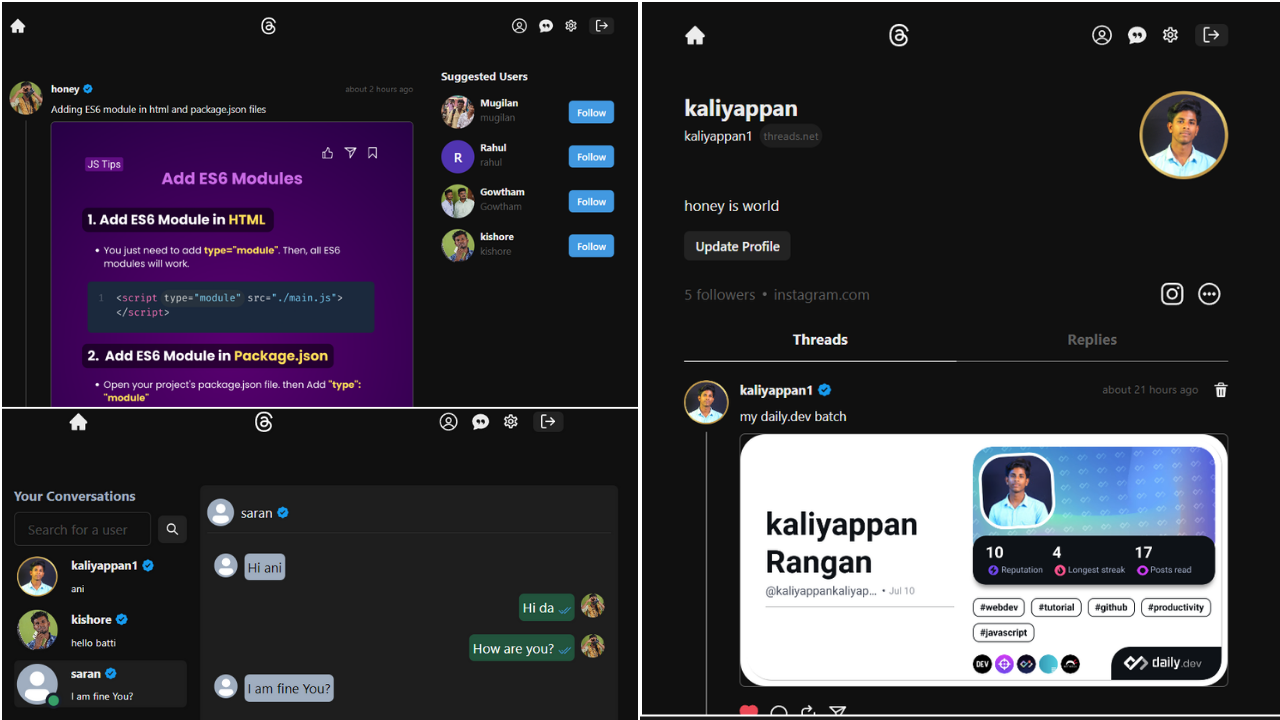 honey
about 2 hours ago
Adding ES6 module in html and package.json files
JS Tips
Add ES6 Modules
1. Add ES6 Module in HTML
• You just need to add type="module". Then, all ES6
modules will work.
1 <script type="module" src="./main.js">
</script>
2. Add ES6 Module in Package.json
• Open your project's package.json file. then Add "type":
"module"
Suggested Users
Mugilan
mugilan
Follow
R
Rahul
rahul
Follow
Gowtham
Gowtham
Follow
kishore
kishore
Follow
Your Conversations
Search for a user
kaliyappan1
ani
kishore
hello batti
saran
I am fine You?
saran
Hi ani
Hi da
How are you?
I am fine You?
kaliyappan
kaliyappan1 threads.net
honey is world
Update Profile
5 followers • instagram.com
Threads Replies
kaliyappan1
about 21 hours ago
my daily.dev batch
kaliyappan
Rangan
@kaliyappankaliyap... • Jul 10
10 4 17
Reputation Longest streak Posts read
#webdev #tutorial #github #productivity
#javascript
DEV
daily.dev